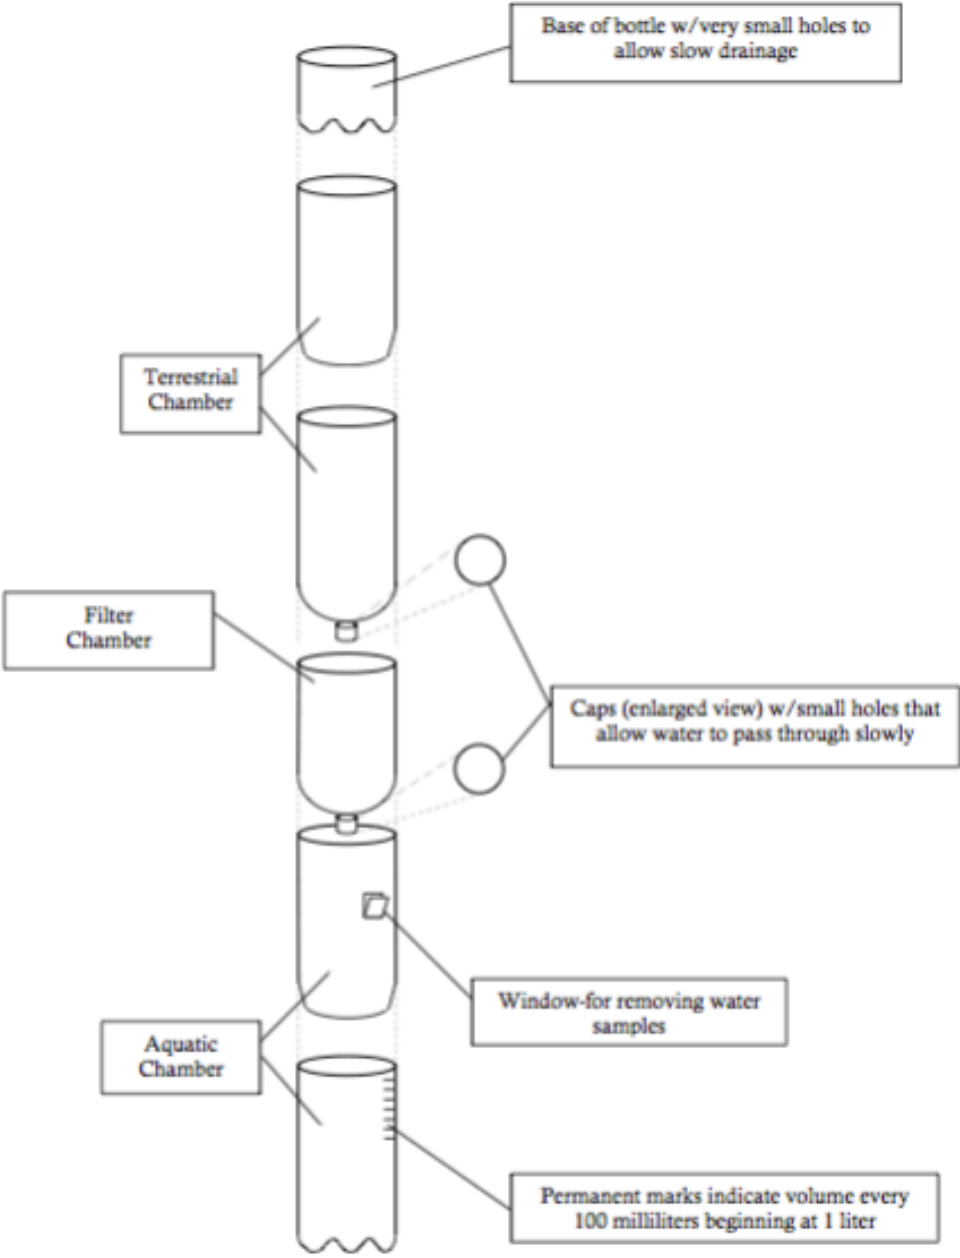 Base of bottle w/very small holes to
allow slow drainage
Terrestrial
Chamber
Filter
Chamber
Caps (enlarged view) w/small holes that
allow water to pass through slowly
Window-for removing water
samples
Aquatic
Chamber
Permanent marks indicate volume every
100 milliliters beginning at 1 liter